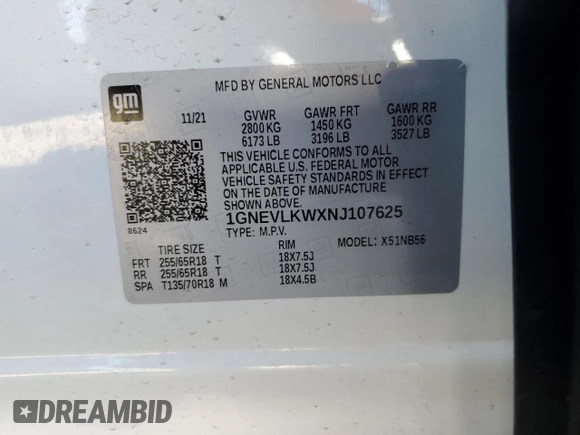 MFD BY GENERAL MOTORS LLC
gm
11/21 GVWR GAWR FRT GAWR RR
2800 KG 1450 KG 1600 KG
6173 LB 3196 LB 3527 LB
THIS VEHICLE CONFORMS TO ALL
APPLICABLE U.S. FEDERAL MOTOR
VEHICLE SAFETY STANDARDS IN EFFECT
ON THE DATE OF MANUFACTURE
SHOWN ABOVE.
8624 1GNEVLKWXNJ107625
TYPE: M.P.V. MODEL: X51NB56
TIRE SIZE RIM
FRT 255/65R18 T 18X7.5J
RR 255/65R18 T 18X7.5J
SPA T135/70R18 M 18X4.5B
DREAMBID